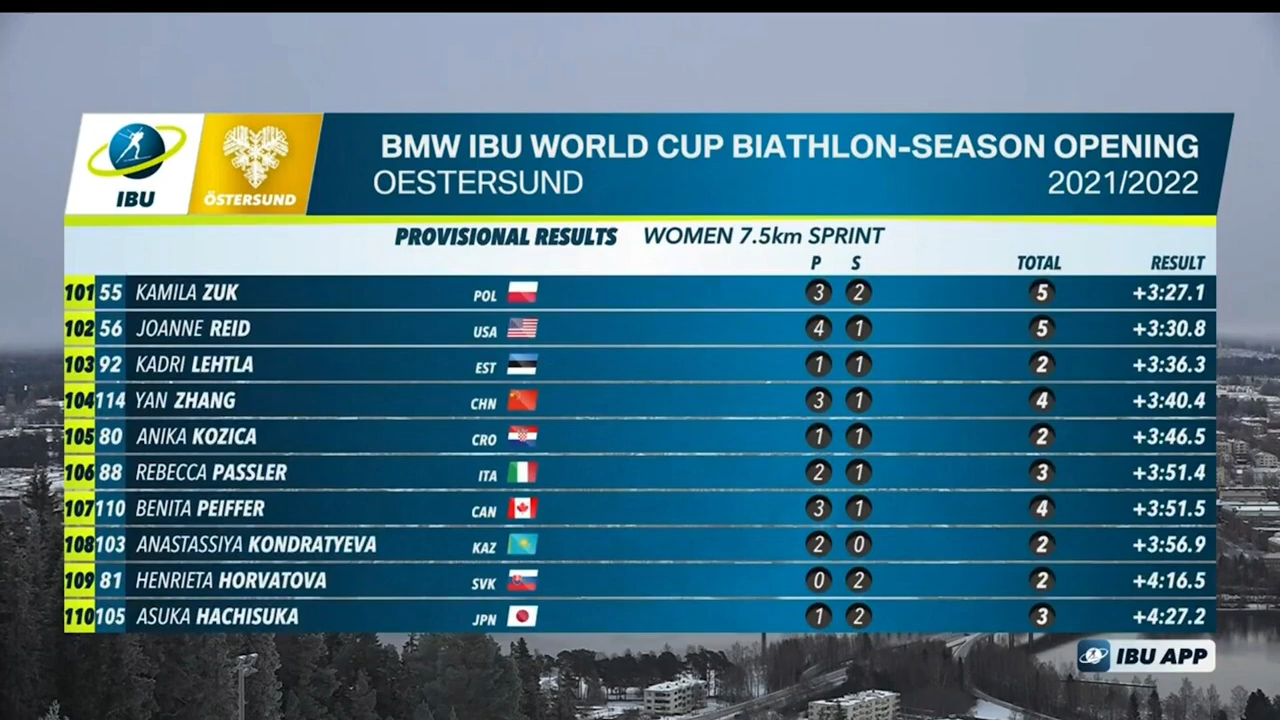 BMW IBU WORLD CUP BIATHLON-SEASON OPENING
OESTERSUND 2021/2022
IBU ÖSTERSUND
PROVISIONAL RESULTS WOMEN 7.5km SPRINT
P S TOTAL RESULT
101 55 KAMILA ZUK POL 3 2 5 +3:27.1
102 56 JOANNE REID USA 4 1 5 +3:30.8
103 92 KADRI LEHTLA EST 1 1 2 +3:36.3
104 114 YAN ZHANG CHN 3 1 4 +3:40.4
105 80 ANIKA KOZICA CRO 1 1 2 +3:46.5
106 88 REBECCA PASSLER ITA 2 1 3 +3:51.4
107 110 BENITA PEIFFER CAN 3 1 4 +3:51.5
108 103 ANASTASSIYA KONDRATYEVA KAZ 2 0 2 +3:56.9
109 81 HENRIETA HORVATOVA SVK 0 2 2 +4:16.5
110 105 ASUKA HACHISUKA JPN 1 2 3 +4:27.2
IBU APP